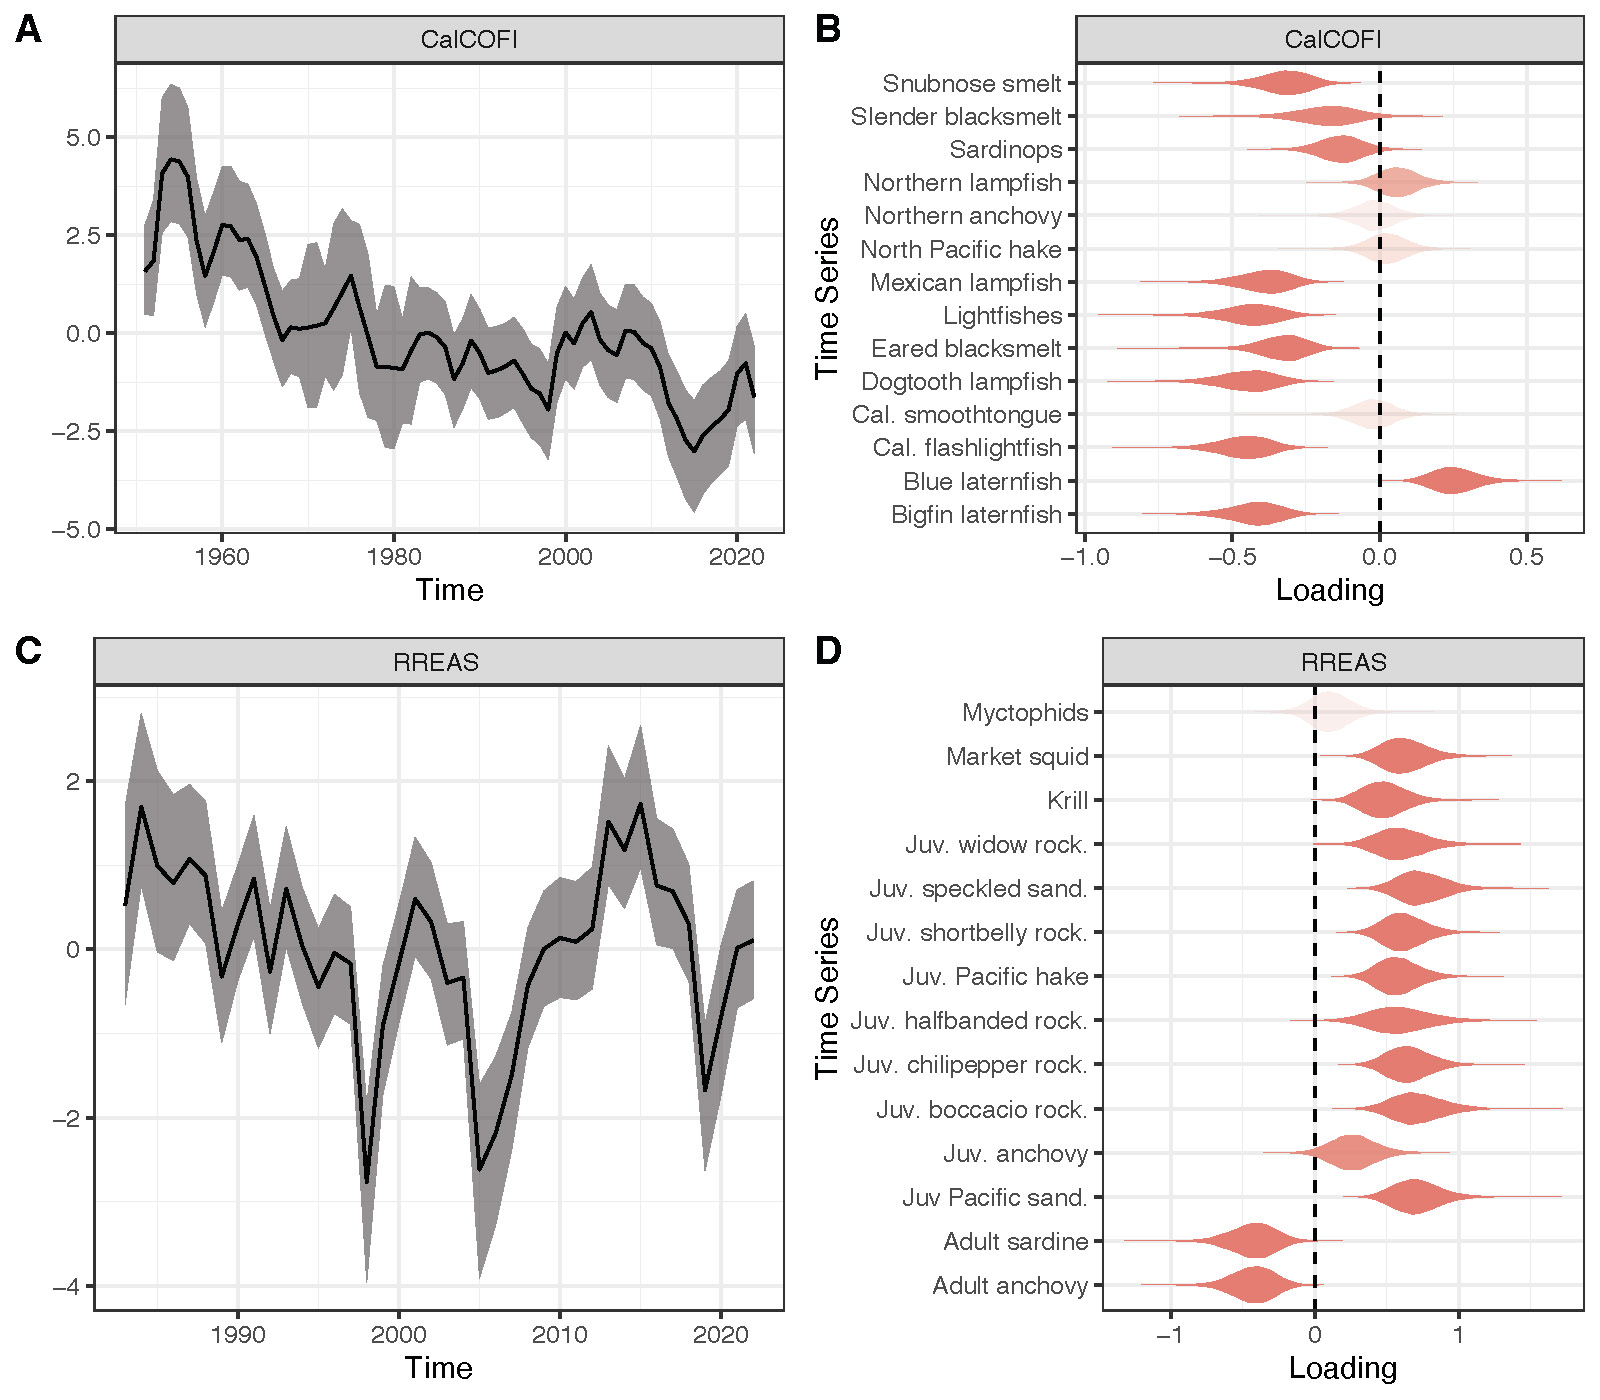 A
CalCOFI
5.0
2.5
0.0
−2.5
−5.0
1960
1980
2000
2020
Time
B
CalCOFI
Time Series
Snubnose smelt
Slender blacksmelt
Sardinops
Northern lampfish
Northern anchovy
North Pacific hake
Mexican lampfish
Lightfishes
Eared blacksmelt
Dogtooth lampfish
Cal. smoothtongue
Cal. flashlightfish
Blue laternfish
Bigfin laternfish
−1.0
−0.5
0.0
0.5
Loading
C
RREAS
2
0
−2
−4
1990
2000
2010
2020
Time
D
RREAS
Time Series
Myctophids
Market squid
Krill
Juv. widow rock.
Juv. speckled sand.
Juv. shortbelly rock.
Juv. Pacific hake
Juv. halfbanded rock.
Juv. chilipepper rock.
Juv. boccacio rock.
Juv. anchovy
Juv Pacific sand.
Adult sardine
Adult anchovy
−1
0
1
Loading